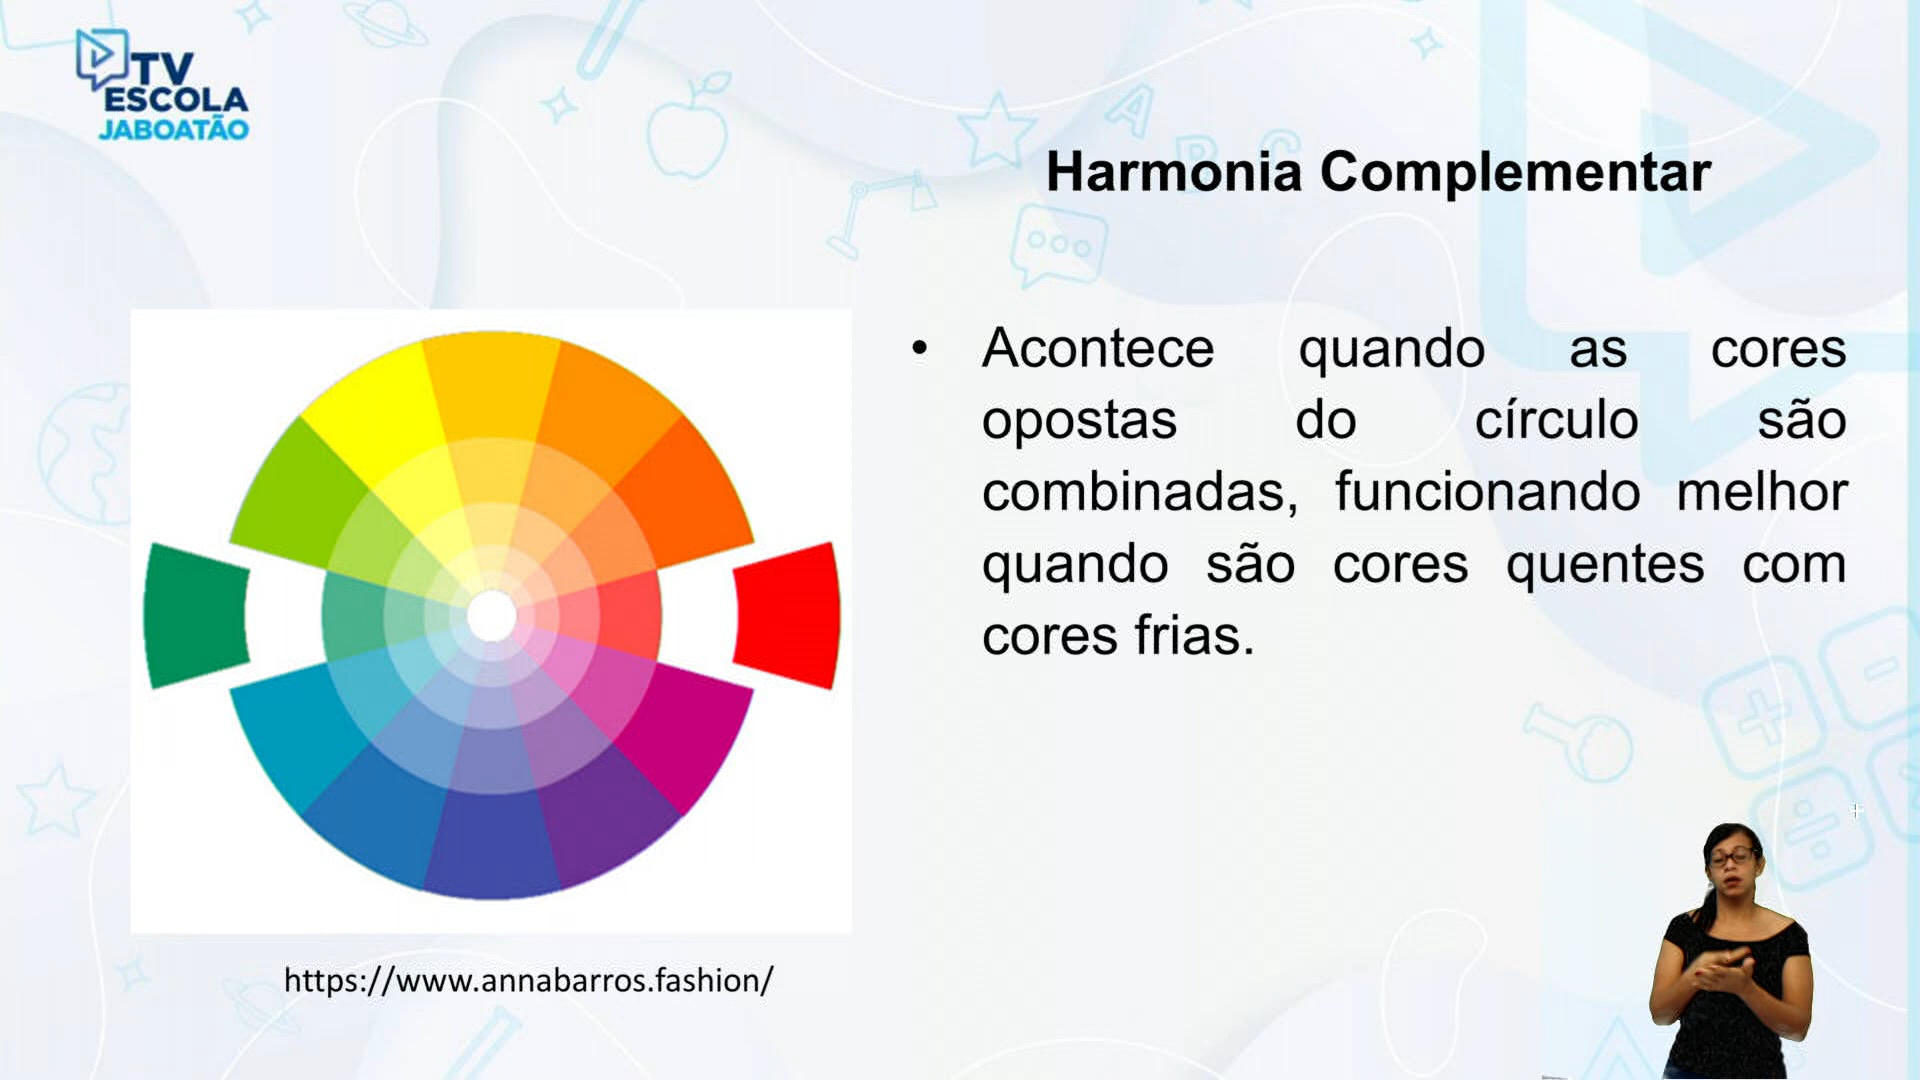 TV
ESCOLA
JABOATÃO
A B C
Harmonia Complementar
• Acontece quando as cores
opostas do círculo são
combinadas, funcionando melhor
quando são cores quentes com
cores frias.
https://www.annabarros.fashion/